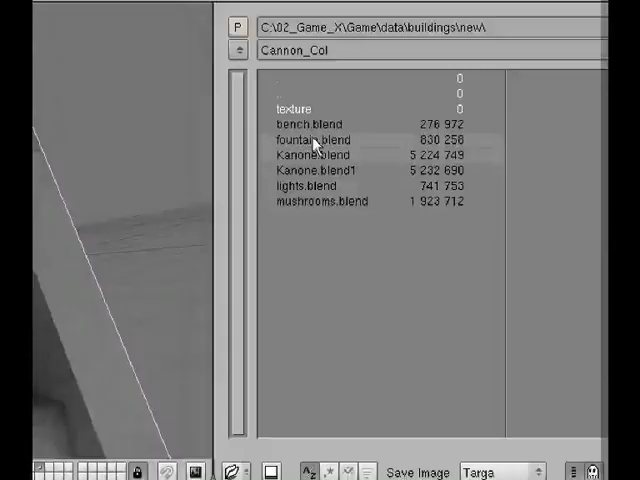 P C:\02_Game_X\Game\data\buildings\new\
Cannon_Col
. 0
.. 0
texture 0
bench.blend 276 972
fountain.blend 830 258
Kanone.blend 5 224 749
Kanone.blend1 5 232 690
lights.blend 741 753
mushrooms.blend 1 923 712
Save Image Targa